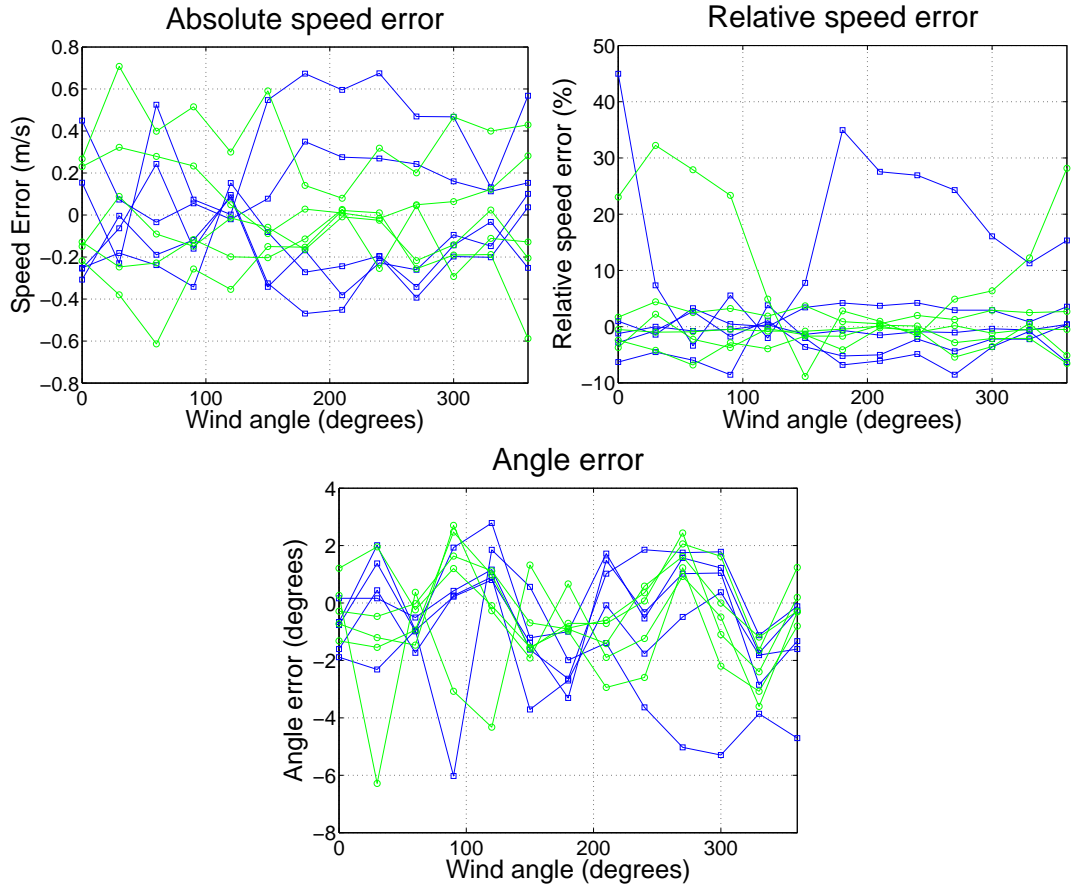 Absolute speed error
0.8
0.6
0.4
0.2
0
−0.2
−0.4
−0.6
−0.8
Speed Error (m/s)
0 100 200 300
Wind angle (degrees)
Relative speed error
50
40
30
20
10
0
−10
Relative speed error (%)
0 100 200 300
Wind angle (degrees)
Angle error
4
2
0
−2
−4
−6
−8
Angle error (degrees)
0 100 200 300
Wind angle (degrees)